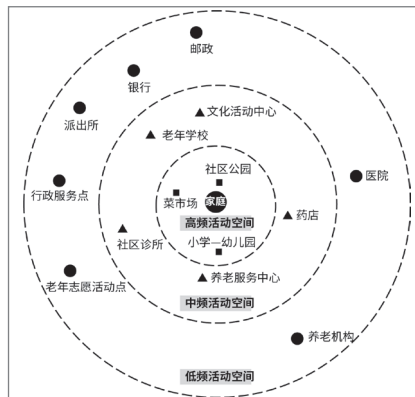 邮政
银行
派出所
文化活动中心
老年学校
社区公园
医院
行政服务点
菜市场
家庭
药店
高频活动空间
社区诊所
小学—幼儿园
老年志愿活动点
养老服务中心
中频活动空间
养老机构
低频活动空间